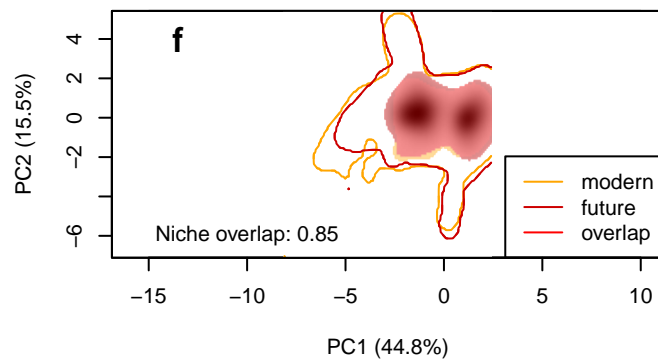 f
4
2
0
−2
−6
PC2 (15.5%)
Niche overlap: 0.85
modern
future
overlap
−15 −10 −5 0 5 10
PC1 (44.8%)